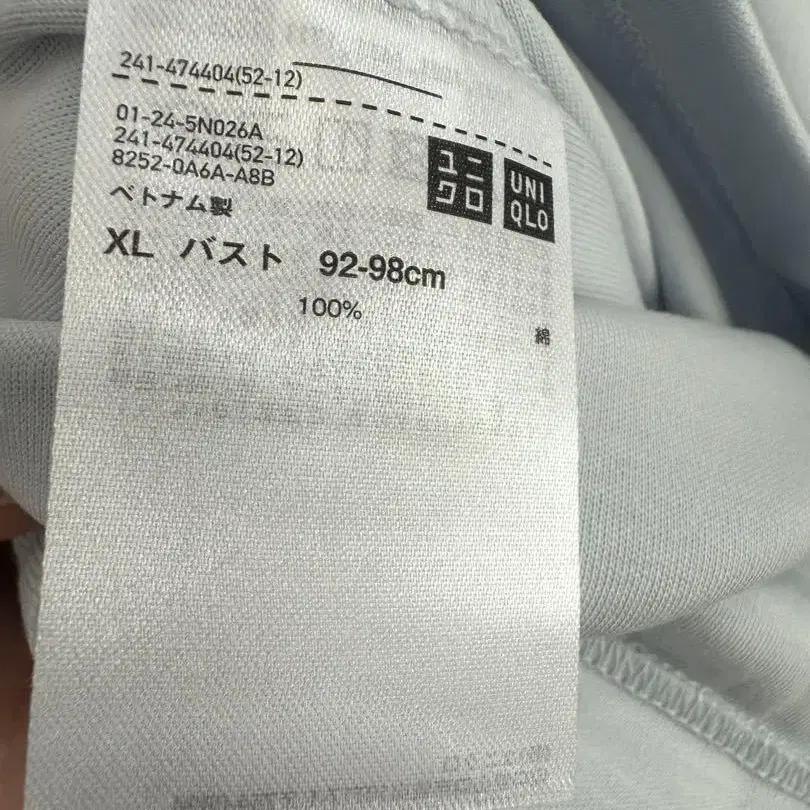 241-474404(52-12)
01-24-5N026A
241-474404(52-12)
8252-0A6A-A8B
ユニクロ
UNIQLO
ベトナム製
XL バスト 92-98cm
100%
綿